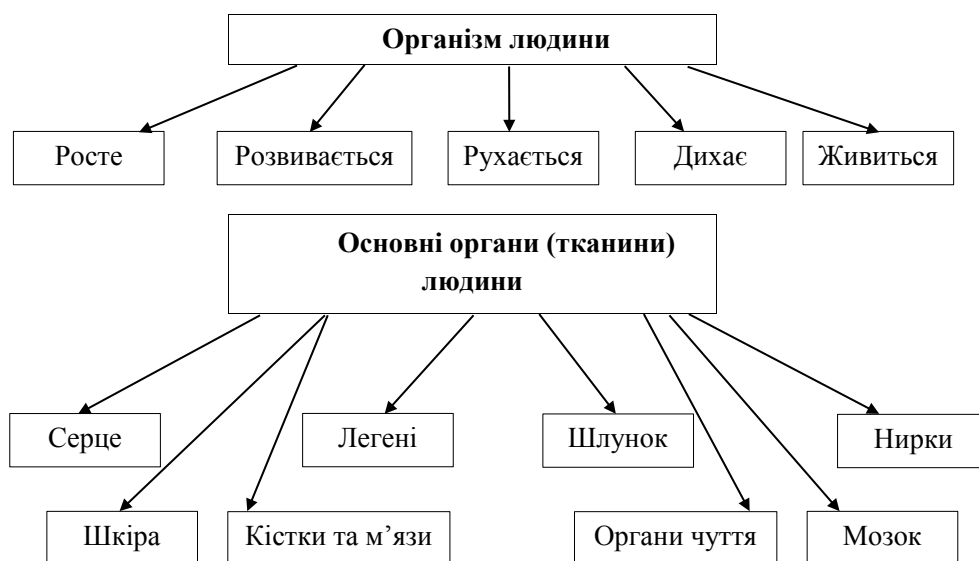 Організм людини
Росте
Розвивається
Рухається
Дихає
Живиться
Основні органи (тканини)
людини
Серце
Легені
Шлунок
Нирки
Шкіра
Кістки та м’язи
Органи чуття
Мозок